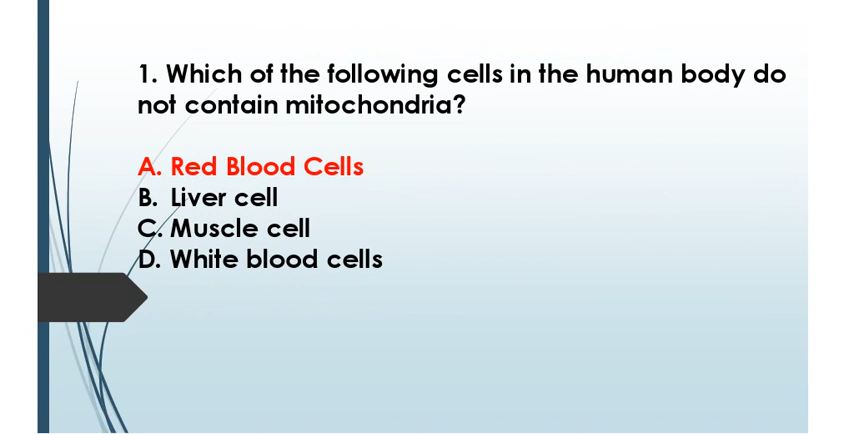 1. Which of the following cells in the human body do
not contain mitochondria?
A. Red Blood Cells
B. Liver cell
C. Muscle cell
D. White blood cells